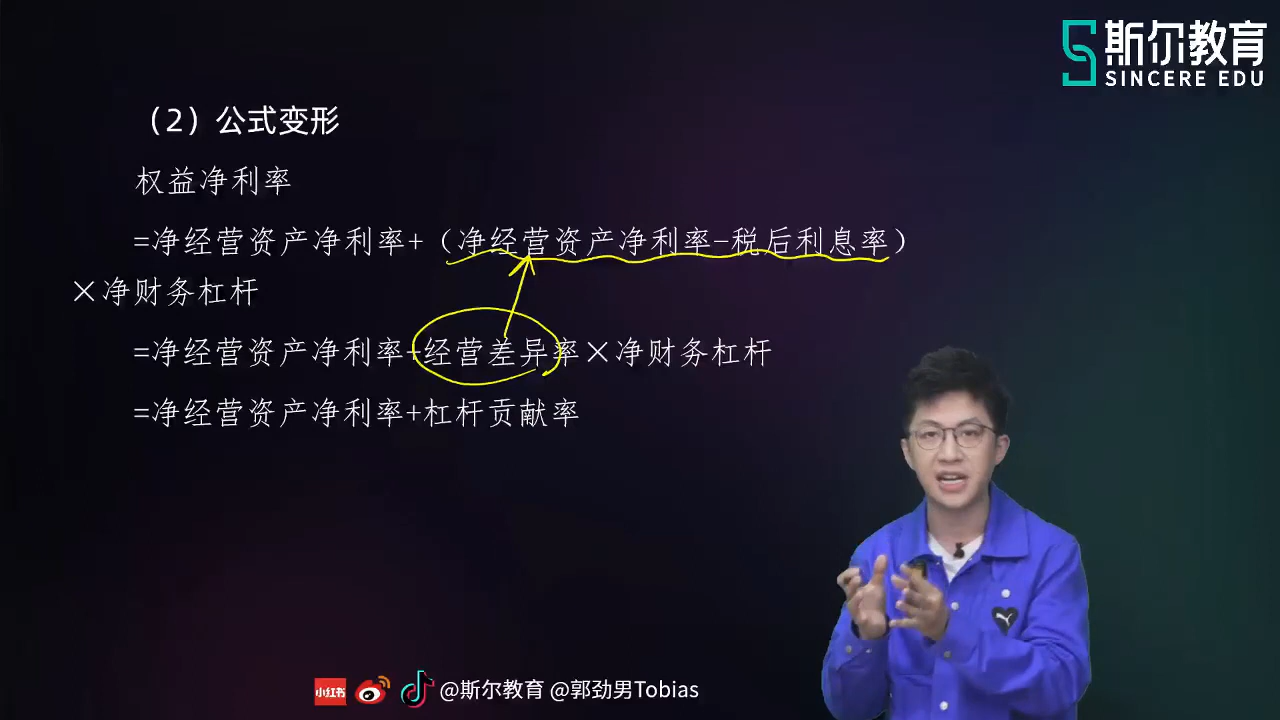 斯尔教育
SINCERE EDU
（2）公式变形
权益净利率
=净经营资产净利率+（净经营资产净利率-税后利息率）
×净财务杠杆
=净经营资产净利率+经营差异率×净财务杠杆
=净经营资产净利率+杠杆贡献率
小红书 @斯尔教育 @郭劲男Tobias